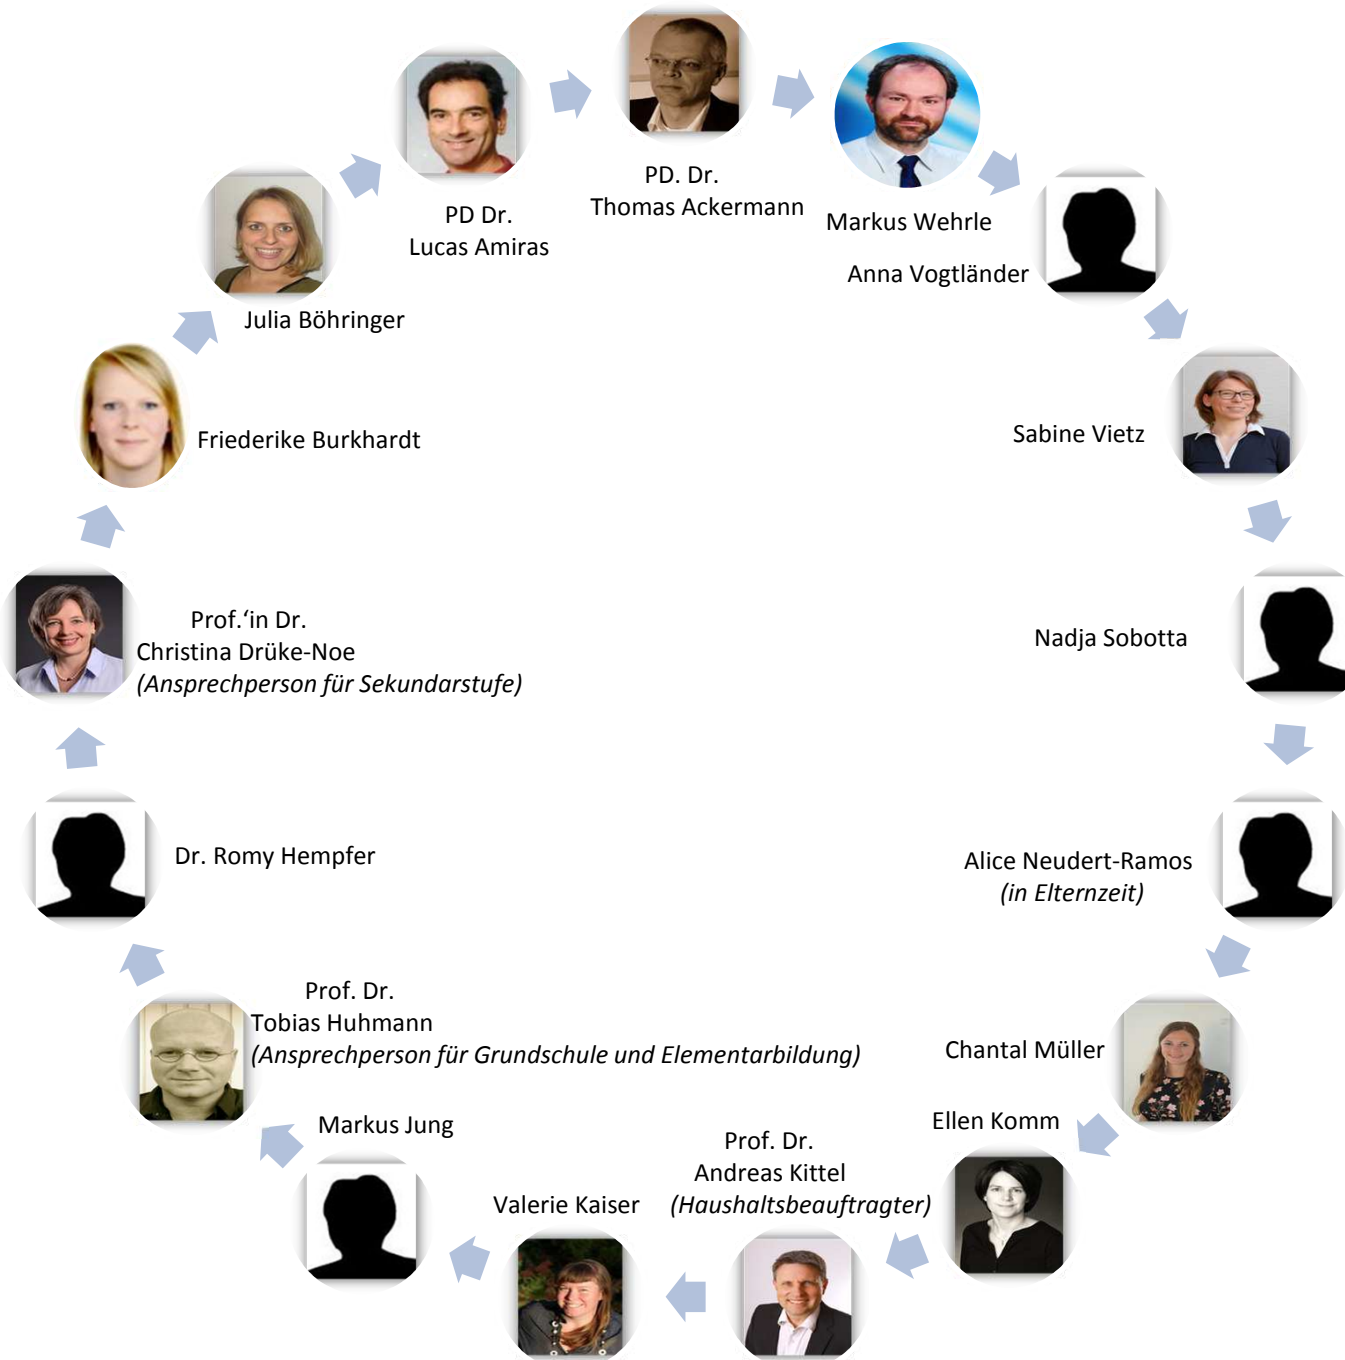 PD. Dr.
Thomas Ackermann
Markus Wehrle
Anna Vogtländer
Sabine Vietz
Nadja Sobotta
Alice Neudert-Ramos
(in Elternzeit)
Chantal Müller
Ellen Komm
Prof. Dr.
Andreas Kittel
(Haushaltsbeauftragter)
Valerie Kaiser
Markus Jung
Prof. Dr.
Tobias Huhmann
(Ansprechperson für Grundschule und Elementarbildung)
Dr. Romy Hempfer
Prof.‘in Dr.
Christina Drüke-Noe
(Ansprechperson für Sekundarstufe)
Friederike Burkhardt
Julia Böhringer
PD Dr.
Lucas Amiras